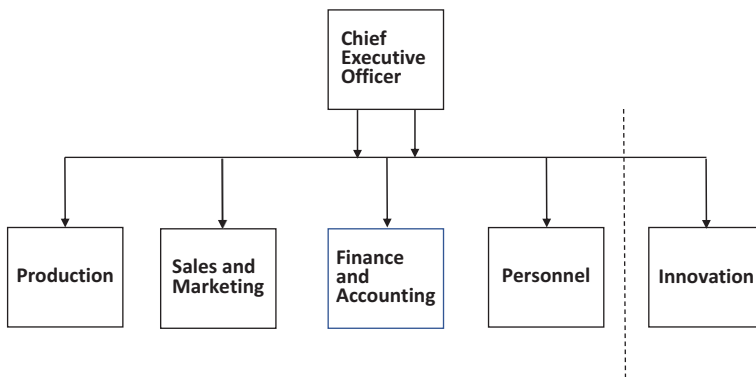 Chief
Executive
Officer
Production
Sales and
Marketing
Finance
and
Accounting
Personnel
Innovation